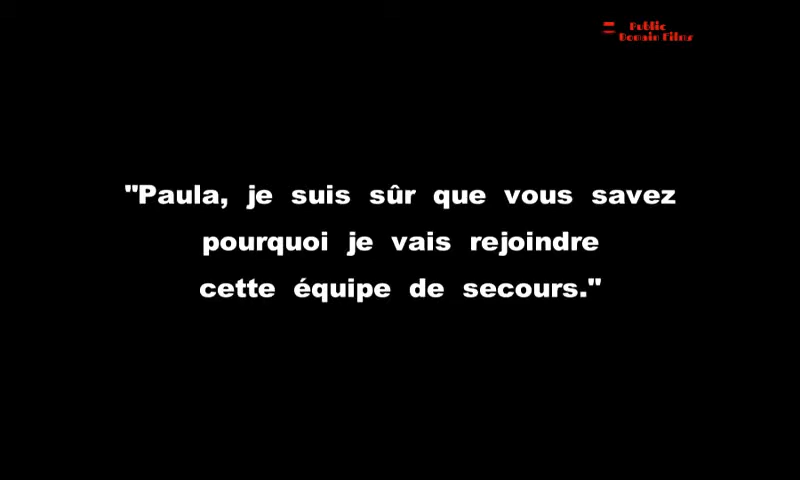 Public
Domain Films
"Paula, je suis sûr que vous savez
pourquoi je vais rejoindre
cette équipe de secours."